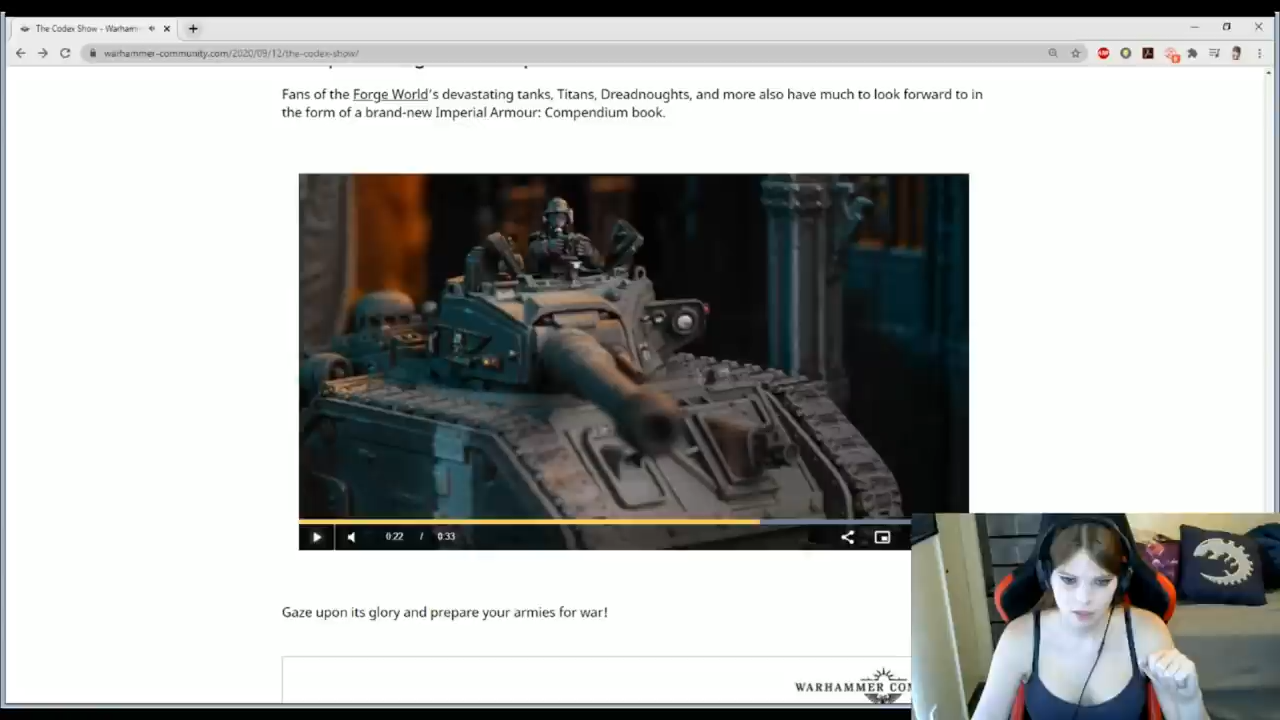 The Codex Show - Warham
warhammer-community.com/2020/09/12/the-codex-show/
Fans of the Forge World's devastating tanks, Titans, Dreadnoughts, and more also have much to look forward to in
the form of a brand-new Imperial Armour: Compendium book.
0:22 / 0:33
Gaze upon its glory and prepare your armies for war!
WARHAMMER COM